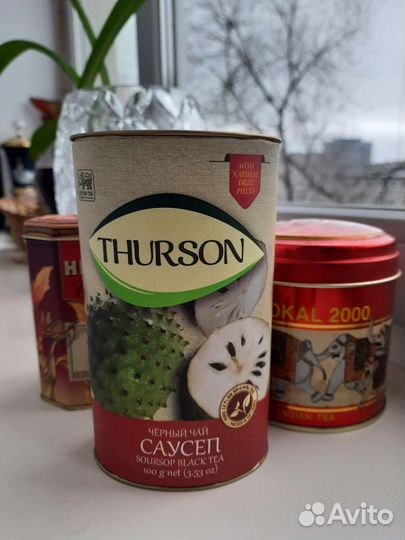 WITH
NATURAL
FRUIT
PIECES
THURSON
H
OKAL 2000
INDIAN TEA
ЧЁРНЫЙ ЧАЙ
САУСЕП
SOURSOP BLACK TEA
100 g net (3.53 oz)
Avito